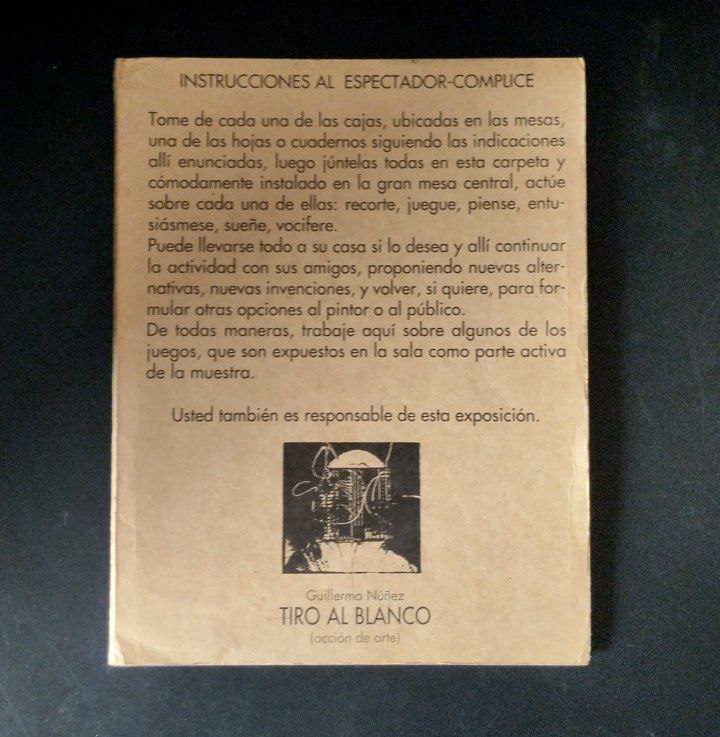 INSTRUCCIONES AL ESPECTADOR-COMPLICE
Tome de cada una de las cajas, ubicadas en las mesas,
una de las hojas o cuadernos siguiendo las indicaciones
allí enunciadas, luego júntelas todas en esta carpeta y
cómodamente instalado en la gran mesa central, actúe
sobre cada una de ellas: recorte, juegue, piense, entu-
siásmese, sueñe, vocifere.
Puede llevarse todo a su casa si lo desea y allí continuar
la actividad con sus amigos, proponiendo nuevas alter-
nativas, nuevas invenciones, y volver, si quiere, para for-
mular otras opciones al pintor o al público.
De todas maneras, trabaje aquí sobre algunos de los
juegos, que son expuestos en la sala como parte activa
de la muestra.
Usted también es responsable de esta exposición.
Guillermo Núñez
TIRO AL BLANCO
(acción de arte)